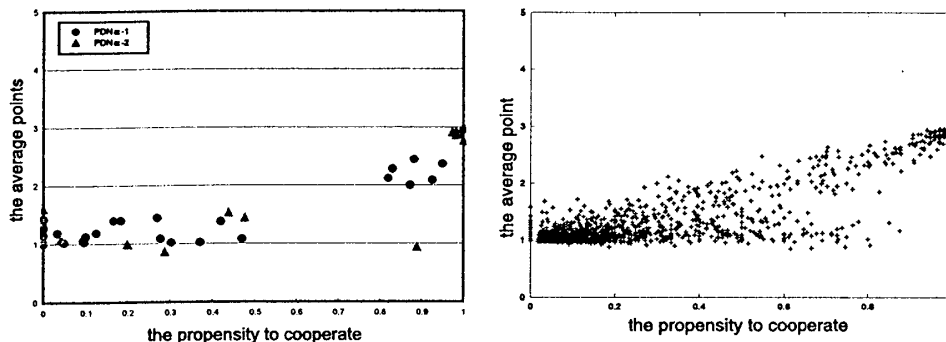 5
PDN=-1
PDN=-2
4
3
2
1
0
the average points
0 0.1 0.2 0.3 0.4 0.5 0.6 0.7 0.8 0.9 1
the propensity to cooperate
5
4
3
2
1
0
the average point
0 0.2 0.4 0.6 0.8
the propensity to cooperate